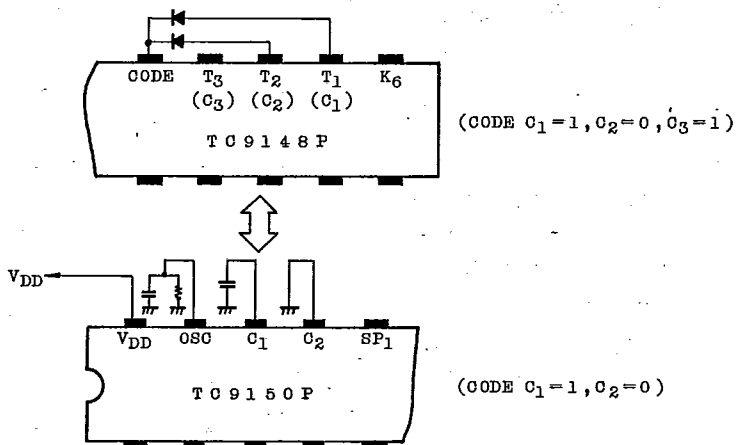 CODE T3 T2 T1 K6
(C3) (C2) (C1)
TC9148P
(CODE C1=1, C2=0, C3=1)
VDD
VDD OSC C1 C2 SP1
TC9150P
(CODE C1=1, C2=0)